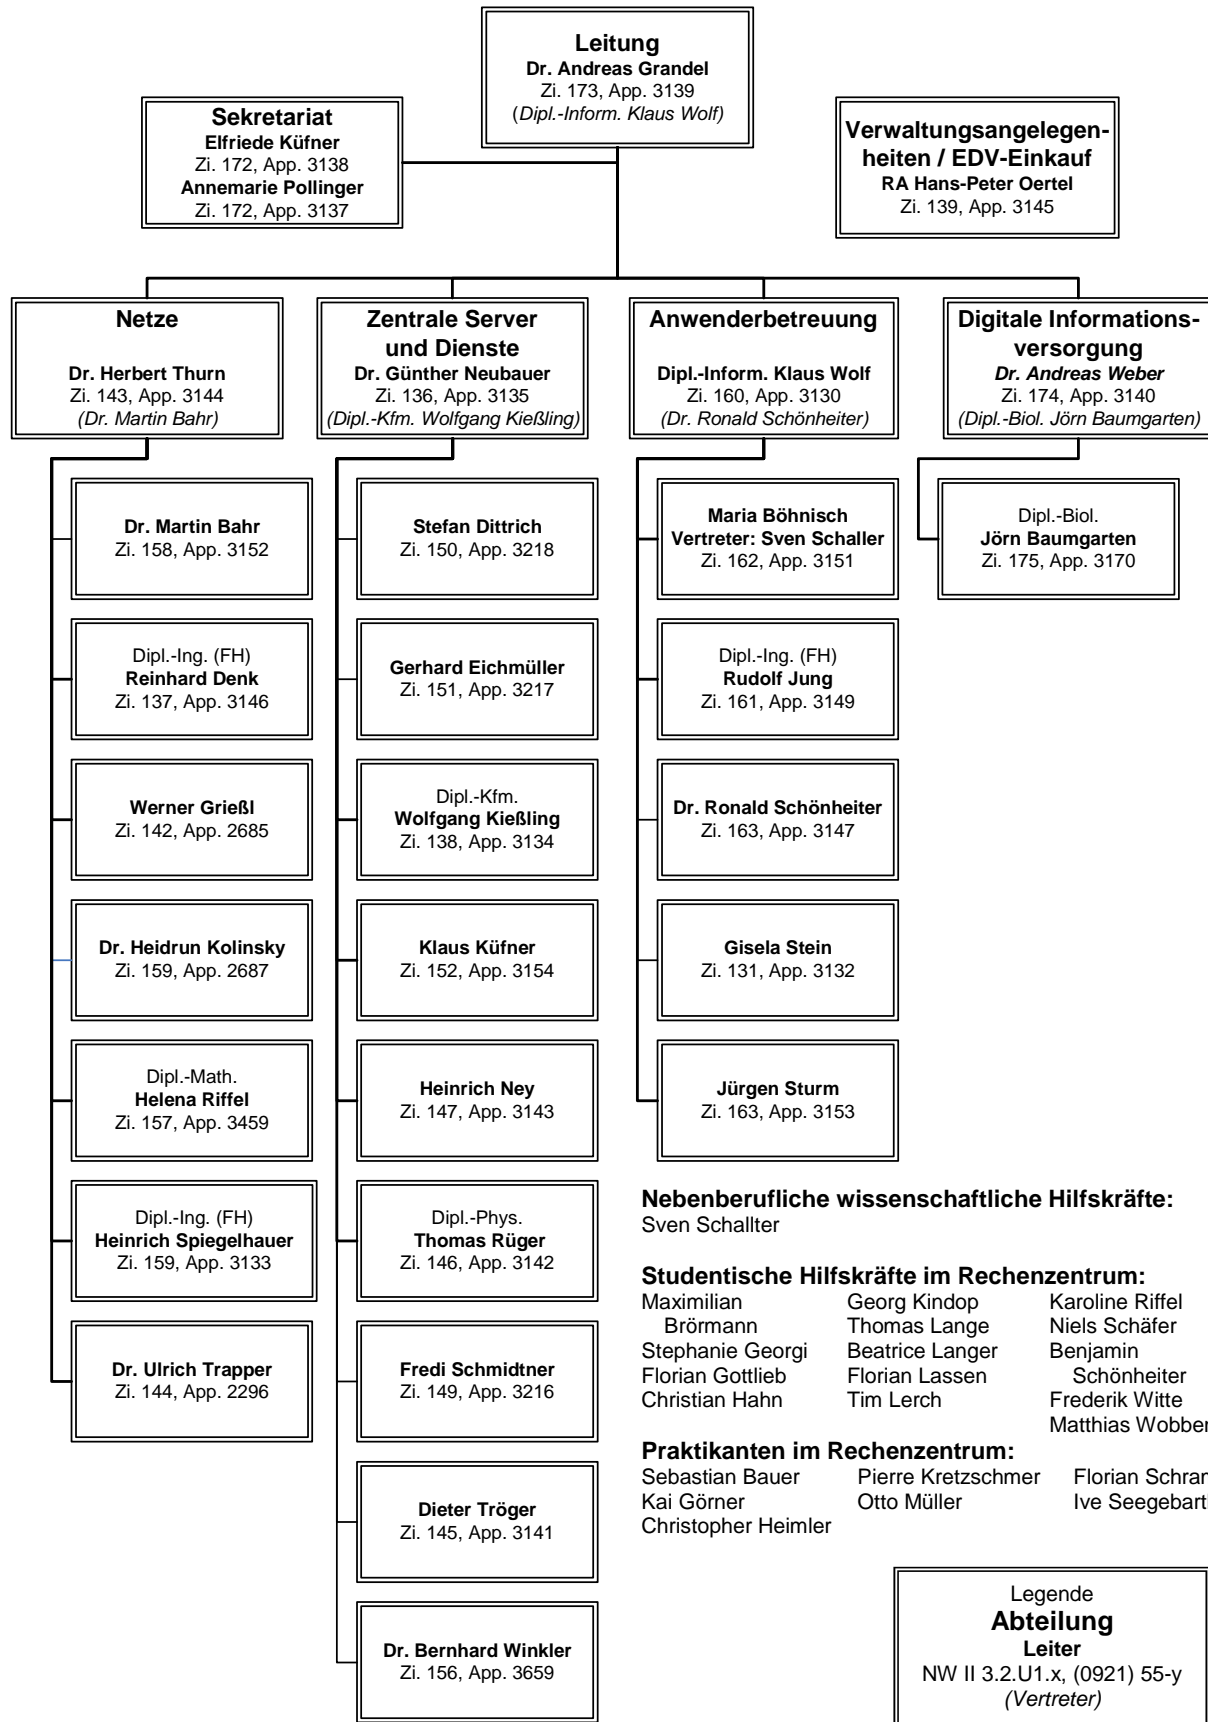 Leitung
Dr. Andreas Grandel
Zi. 173, App. 3139
(Dipl.-Inform. Klaus Wolf)
Sekretariat
Elfriede Küfner
Zi. 172, App. 3138
Annemarie Pollinger
Zi. 172, App. 3137
Verwaltungsangelegen-
heiten / EDV-Einkauf
RA Hans-Peter Oertel
Zi. 139, App. 3145
Netze
Dr. Herbert Thurn
Zi. 143, App. 3144
(Dr. Martin Bahr)
Zentrale Server
und Dienste
Dr. Günther Neubauer
Zi. 136, App. 3135
(Dipl.-Kfm. Wolfgang Kießling)
Anwenderbetreuung
Dipl.-Inform. Klaus Wolf
Zi. 160, App. 3130
(Dr. Ronald Schönheiter)
Digitale Informations-
versorgung
Dr. Andreas Weber
Zi. 174, App. 3140
(Dipl.-Biol. Jörn Baumgarten)
Dr. Martin Bahr
Zi. 158, App. 3152
Dipl.-Ing. (FH)
Reinhard Denk
Zi. 137, App. 3146
Werner Grießl
Zi. 142, App. 2685
Dr. Heidrun Kolinsky
Zi. 159, App. 2687
Dipl.-Math.
Helena Riffel
Zi. 157, App. 3459
Dipl.-Ing. (FH)
Heinrich Spiegelhauer
Zi. 159, App. 3133
Dr. Ulrich Trapper
Zi. 144, App. 2296
Stefan Dittrich
Zi. 150, App. 3218
Gerhard Eichmüller
Zi. 151, App. 3217
Dipl.-Kfm.
Wolfgang Kießling
Zi. 138, App. 3134
Klaus Küfner
Zi. 152, App. 3154
Heinrich Ney
Zi. 147, App. 3143
Dipl.-Phys.
Thomas Rüger
Zi. 146, App. 3142
Fredi Schmidtner
Zi. 149, App. 3216
Dieter Tröger
Zi. 145, App. 3141
Dr. Bernhard Winkler
Zi. 156, App. 3659
Maria Böhnisch
Vertreter: Sven Schaller
Zi. 162, App. 3151
Dipl.-Ing. (FH)
Rudolf Jung
Zi. 161, App. 3149
Dr. Ronald Schönheiter
Zi. 163, App. 3147
Gisela Stein
Zi. 131, App. 3132
Jürgen Sturm
Zi. 163, App. 3153
Dipl.-Biol.
Jörn Baumgarten
Zi. 175, App. 3170
Nebenberufliche wissenschaftliche Hilfskräfte:
Sven Schallter
Studentische Hilfskräfte im Rechenzentrum:
Maximilian
Brörmann
Stephanie Georgi
Florian Gottlieb
Christian Hahn
Georg Kindop
Thomas Lange
Beatrice Langer
Florian Lassen
Tim Lerch
Karoline Riffel
Niels Schäfer
Benjamin
Schönheiter
Frederik Witte
Matthias
Praktikanten im Rechenzentrum:
Sebastian Bauer
Kai Görner
Christopher Heimler
Pierre Kretzschmer
Otto Müller
Florian
Ive
Legende
Abteilung
Leiter
NW II 3.2.U1.x, (0921) 55-y
(Vertreter)